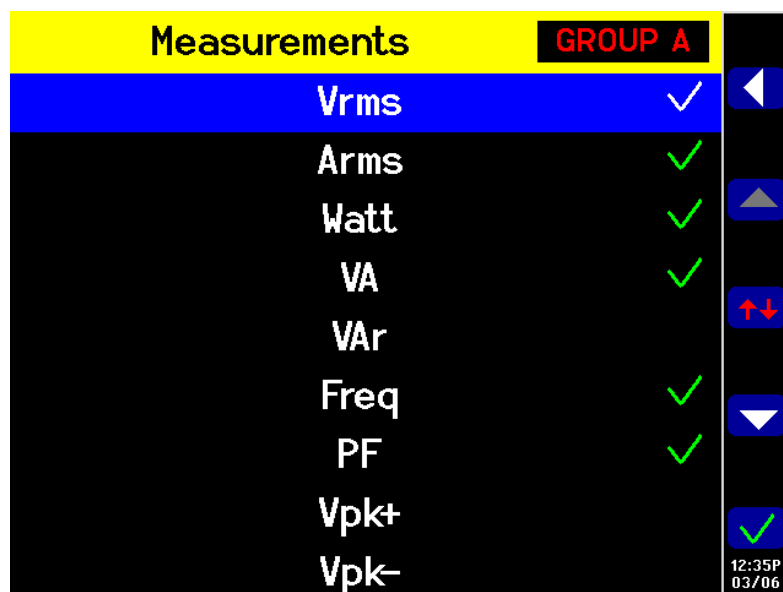 Measurements GROUP A
Vrms
Arms
Watt
VA
VAr
Freq
PF
Vpk+
Vpk-
12:35P
03/06